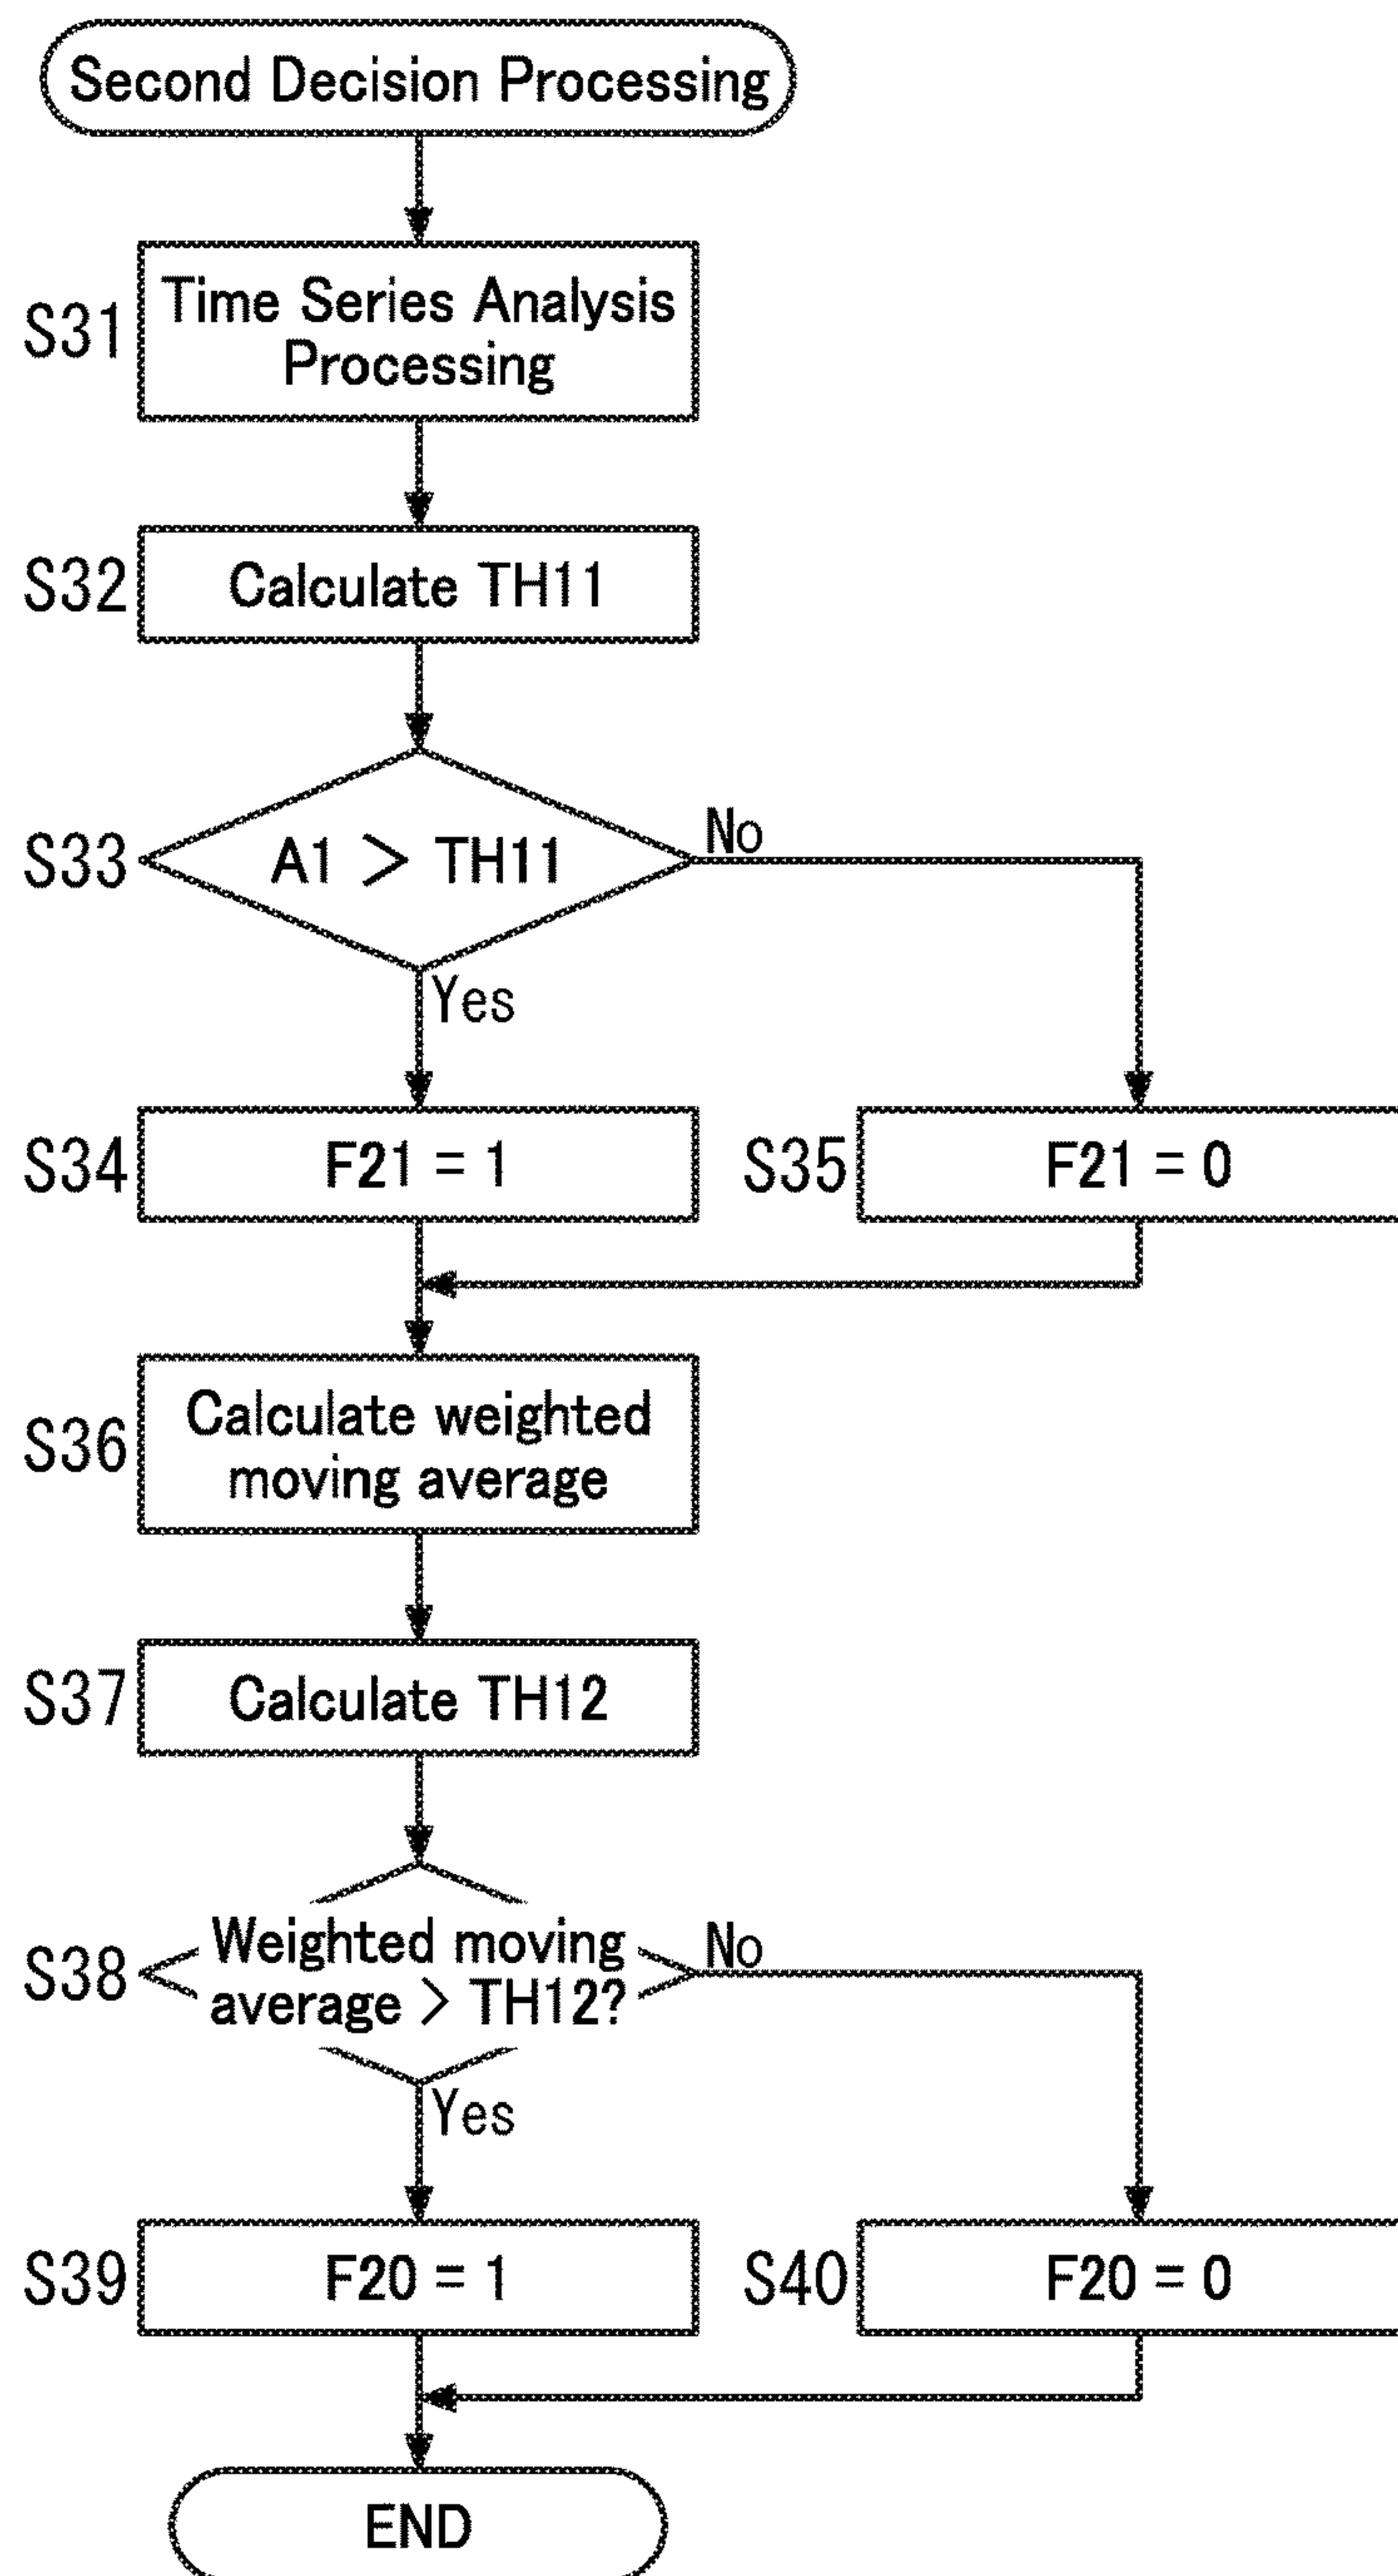 Second Decision Processing
S31
Time Series Analysis
Processing
S32
Calculate TH11
S33
A1 > TH11
No
Yes
S34
F21 = 1
S35
F21 = 0
S36
Calculate weighted
moving average
S37
Calculate TH12
S38
Weighted moving
average > TH12?
No
Yes
S39
F20 = 1
S40
F20 = 0
END